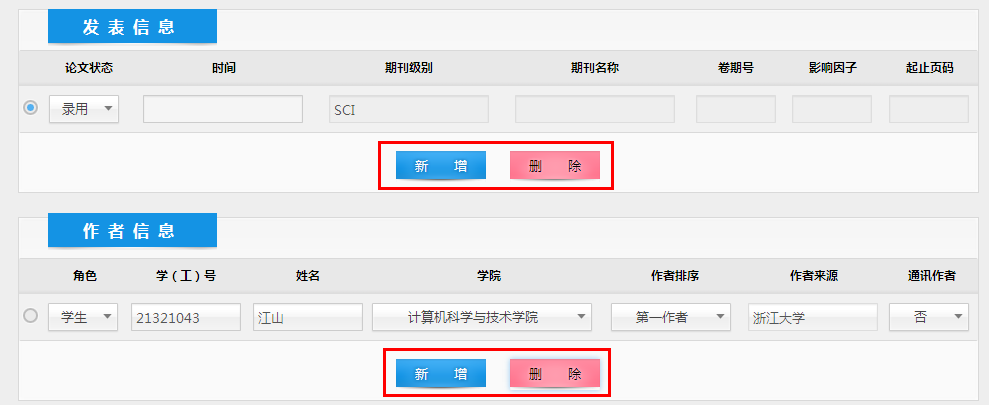 发表信息
论文状态 时间 期刊级别 期刊名称 卷期号 影响因子 起止页码
录用 SCI
新增 删除
作者信息
角色 学（工）号 姓名 学院 作者排序 作者来源 通讯作者
学生 21321043 江山 计算机科学与技术学院 第一作者 浙江大学 否
新增 删除